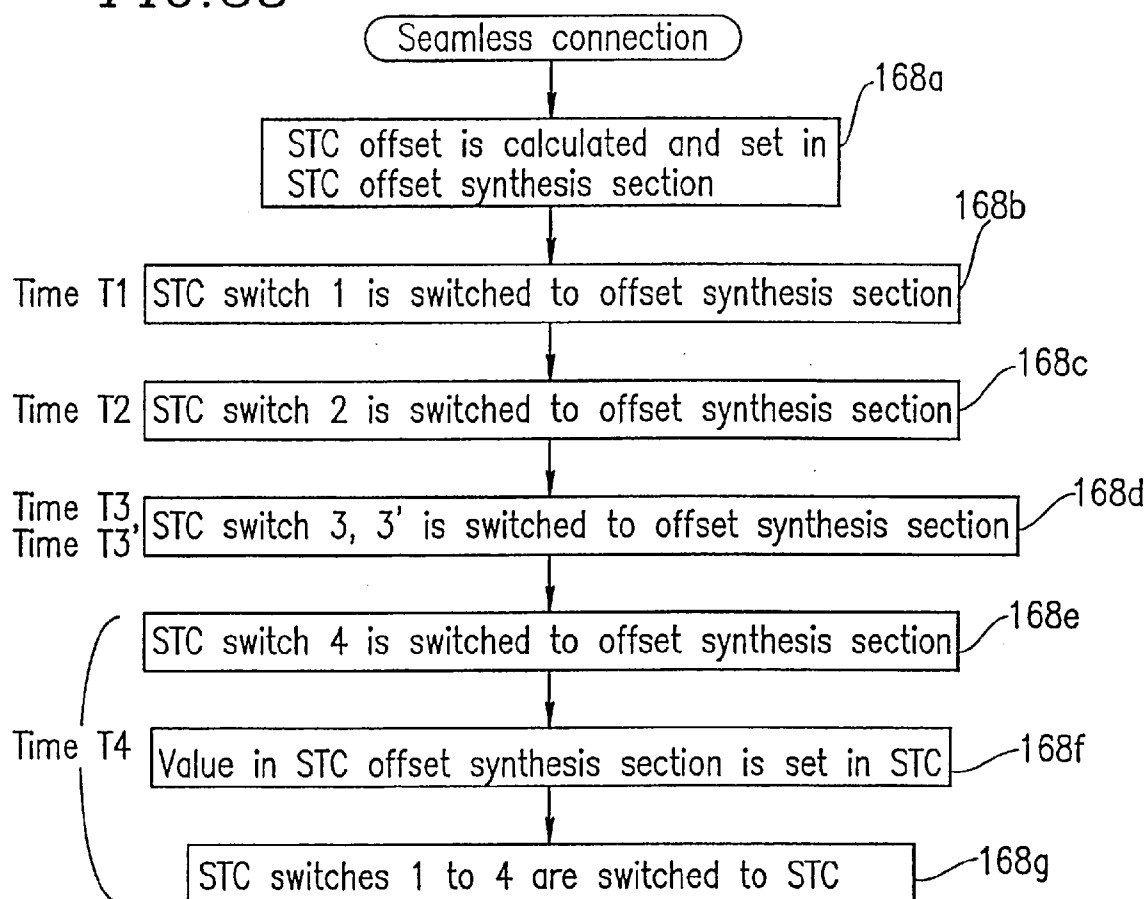 Seamless connection
168a
STC offset is calculated and set in
STC offset synthesis section
168b
Time T1 STC switch 1 is switched to offset synthesis section
168c
Time T2 STC switch 2 is switched to offset synthesis section
168d
Time T3
Time T3'
STC switch 3, 3' is switched to offset synthesis section
168e
STC switch 4 is switched to offset synthesis section
Time T4
Value in STC offset synthesis section is set in STC
168f
STC switches 1 to 4 are switched to STC
168g